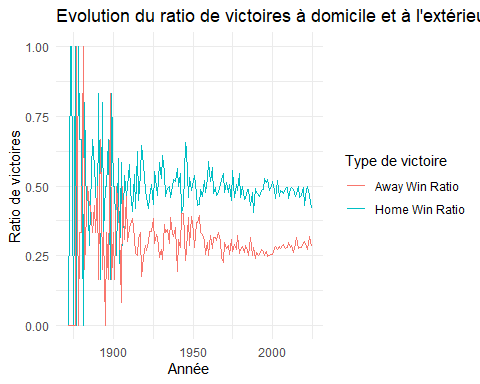 Evolution du ratio de victoires à domicile et à l'extérieu
Ratio de victoires
1.00
0.75
0.50
0.25
0.00
1900
1950
2000
Année
Type de victoire
Away Win Ratio
Home Win Ratio